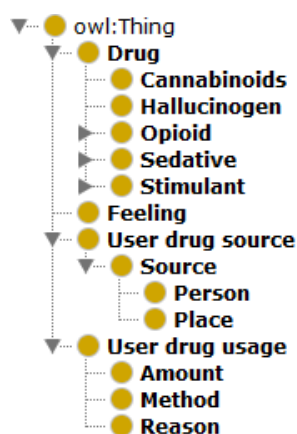 owl:Thing
Drug
Cannabinoids
Hallucinogen
Opioid
Sedative
Stimulant
Feeling
User drug source
Source
Person
Place
User drug usage
Amount
Method
Reason